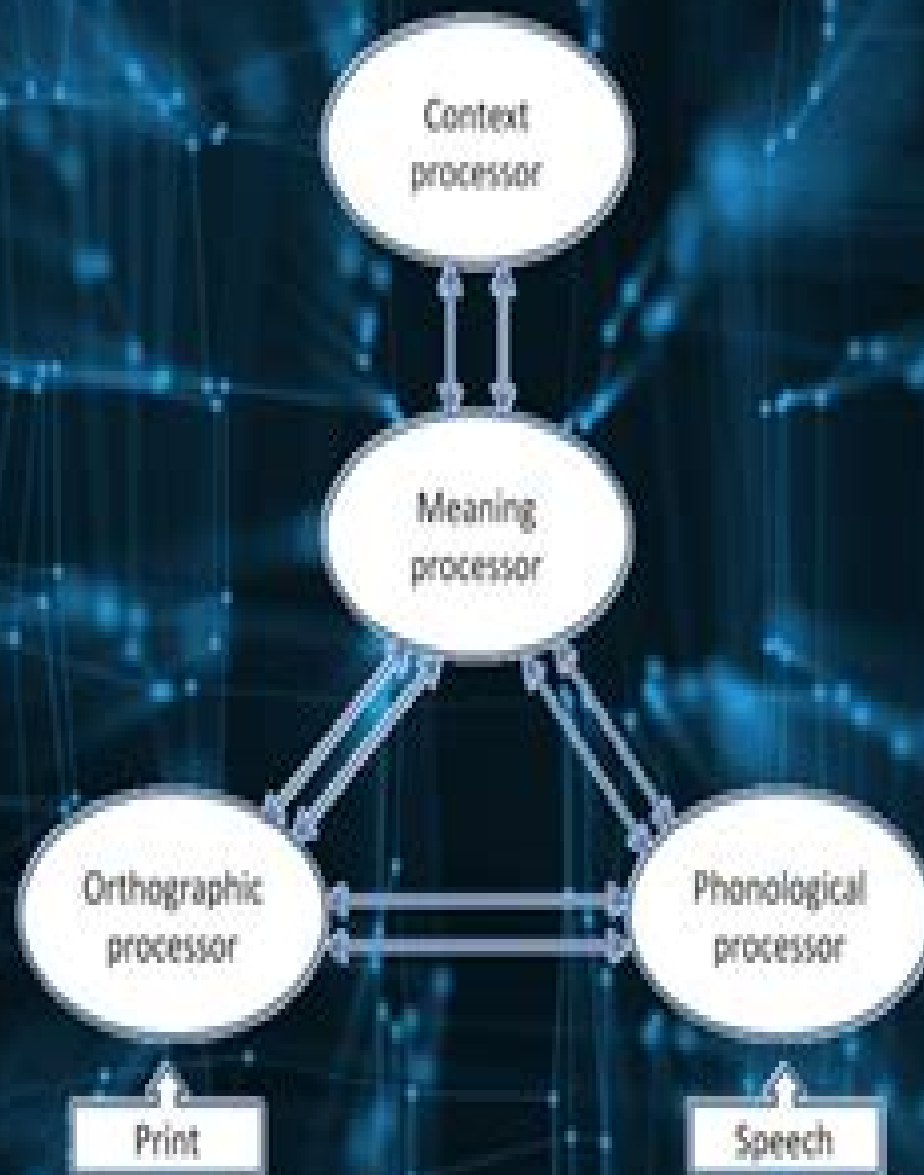 Context
processor
Meaning
processor
Orthographic
processor
Phonological
processor
Print
Speech